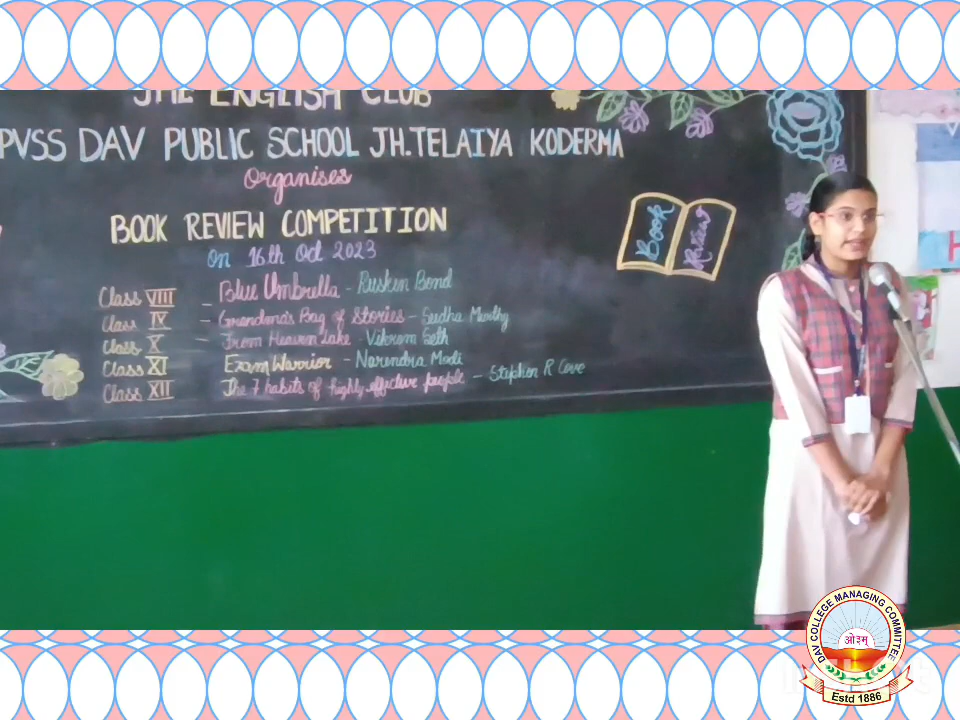 THE ENGLISH CLUB
PVSS DAV PUBLIC SCHOOL JH.TELAIYA KODERMA
Organises
BOOK REVIEW COMPETITION
On 16th Oct 2023
Class VIII – Blue Umbrella - Ruskin Bond
Class IX – Grandma's Bag of Stories - Sudha Murthy
Class X – From Heaven Lake - Vikram Seth
Class XI Exam Warrior - Narendra Modi
Class XII The 7 habits of highly effective people - Stephen R Cove
Book Review
DAV COLLEGE MANAGING COMMITTEE
ओ३म्
Estd 1886